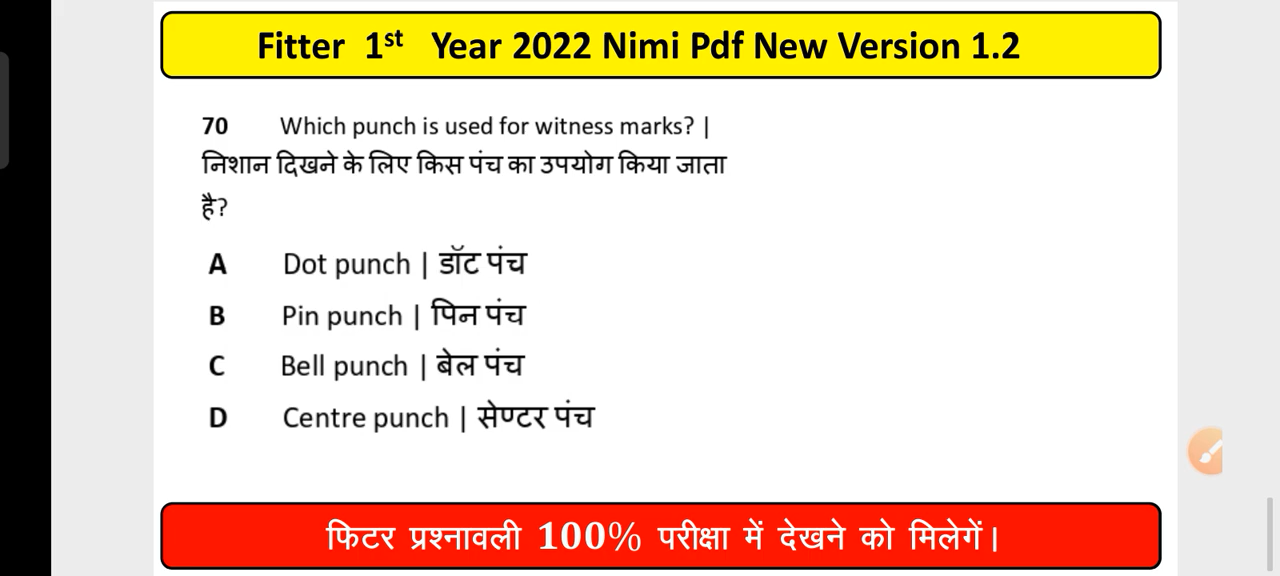 Fitter 1st Year 2022 Nimi Pdf New Version 1.2
70 Which punch is used for witness marks? |
निशान दिखने के लिए किस पंच का उपयोग किया जाता
है?
A Dot punch | डॉट पंच
B Pin punch | पिन पंच
C Bell punch | बेल पंच
D Centre punch | सेण्टर पंच
फिटर प्रश्नावली 100% परीक्षा में देखने को मिलेगें।